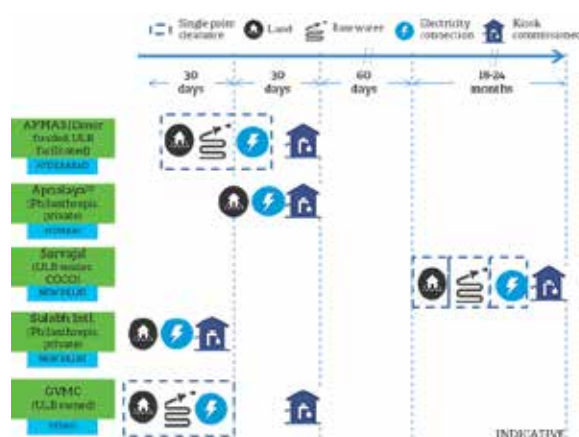 Single point
clearance
Land
Raw water
Electricity
connection
Kiosk
commissioned
30
days
30
days
60
days
18-24
months
APMAS (Donor
funded, ULB
facilitated)
HYDERABAD
Apnalaya
(Philanthropic
private)
MUMBAI
Sarvajal
(ULB tender
COCO)
NEW DELHI
Sulabh Intl.
(Philanthropic
private)
NEW DELHI
GVMC
(ULB owned)
INDICATIVE